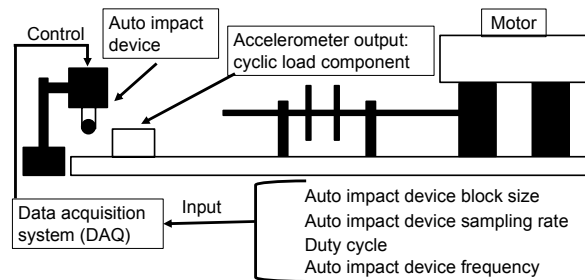 Control
Auto impact
device
Accelerometer output:
cyclic load component
Motor
Data acquisition
system (DAQ)
Input
Auto impact device block size
Auto impact device sampling rate
Duty cycle
Auto impact device frequency